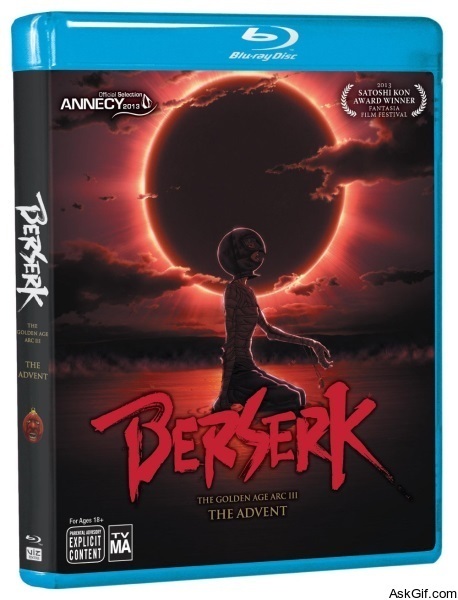 Blu-ray Disc
Official Selection
ANNECY 2013
2013
SATOSHI KON
AWARD WINNER
FANTASIA
FILM FESTIVAL
BERSERK
THE GOLDEN AGE ARC III
THE ADVENT
For Ages 18+
PARENTAL ADVISORY
EXPLICIT
CONTENT
TV
MA
BERSERK
THE
GOLDEN AGE
ARC III
THE
ADVENT
VIZ
AskGif.com